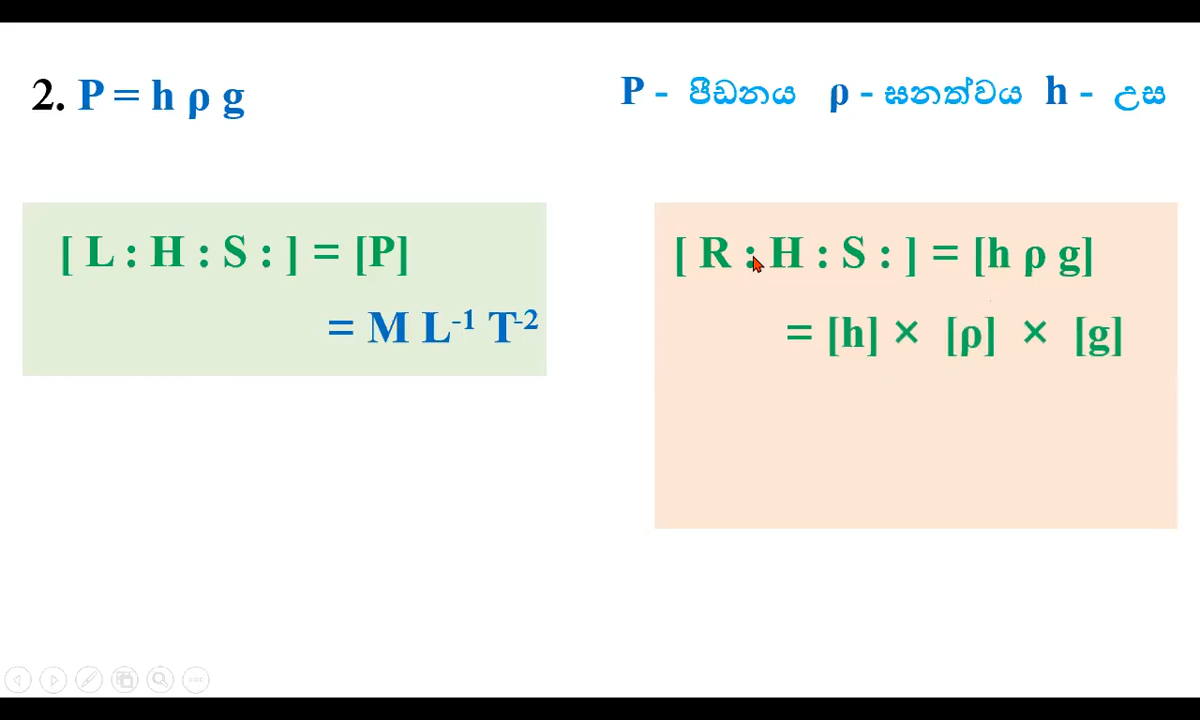 2. P = h ρ g
P - පීඩනය ρ - ඝනත්වය h - උස
[ L : H : S : ] = [P]
= M L⁻¹ T⁻²
[ R : H : S : ] = [h ρ g]
= [h] × [ρ] × [g]